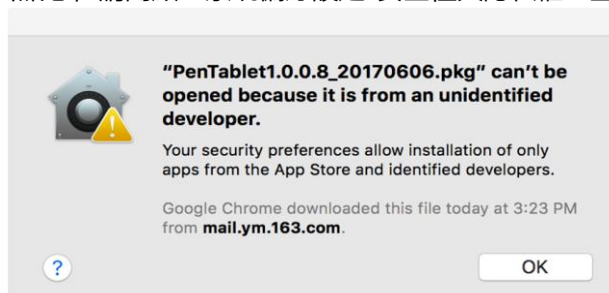 “PenTablet1.0.0.8_20170606.pkg” can’t be
opened because it is from an unidentified
developer.
Your security preferences allow installation of only
apps from the App Store and identified developers.
Google Chrome downloaded this file today at 3:23 PM
from mail.ym.163.com.
?
OK